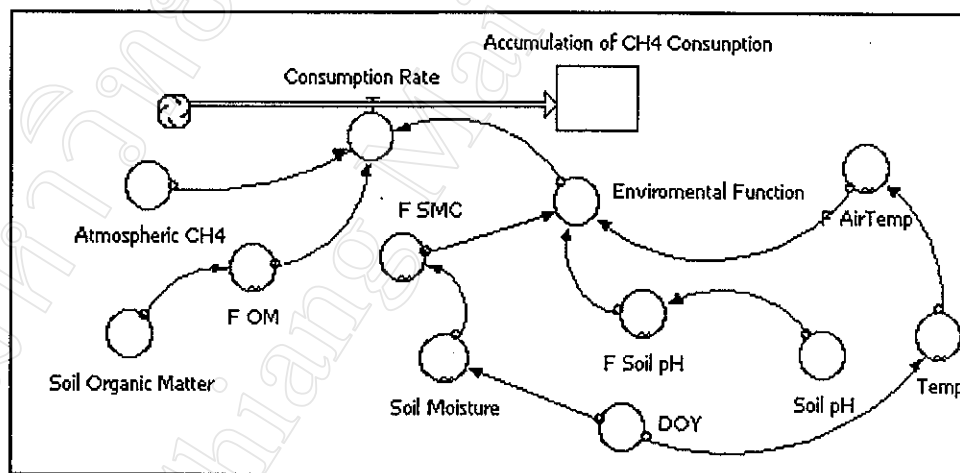 Accumulation of CH4 Consunption
Consumption Rate
Enviromental Function
F SMC
F AirTemp
Atmospheric CH4
F OM
F Soil pH
Soil Organic Matter
Soil Moisture
DOY
Soil pH
Temp